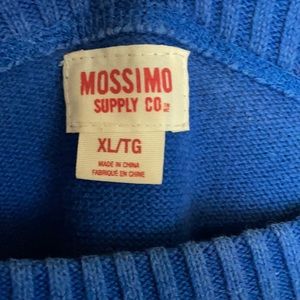 MOSSIMO
SUPPLY CO.
XL/TG
MADE IN CHINA
FABRIQUÉ EN CHINE